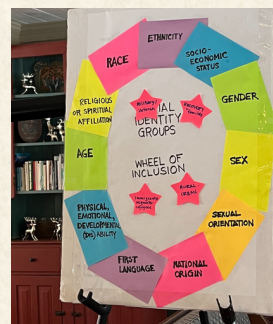 ETHNICITY
RACE
SOCIO-
ECONOMIC
STATUS
RELIGIOUS
OR SPIRITUAL
AFFILIATION
GENDER
IAL
IDENTITY
GROUPS
AGE
SEX
WHEEL OF
INCLUSION
PHYSICAL,
EMOTIONAL,
DEVELOPMENTAL
(DIS)ABILITY
SEXUAL
ORIENTATION
FIRST
LANGUAGE
NATIONAL
ORIGIN